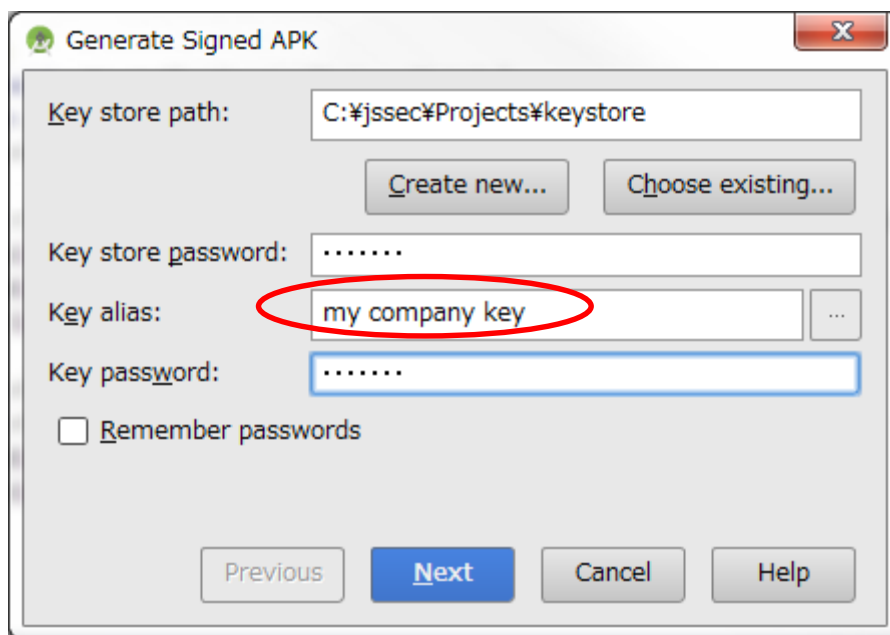 Generate Signed APK
Key store path: C:¥jssec¥Projects¥keystore
Create new... Choose existing...
Key store password: ·······
Key alias: my company key ...
Key password: ·······
Remember passwords
Previous Next Cancel Help